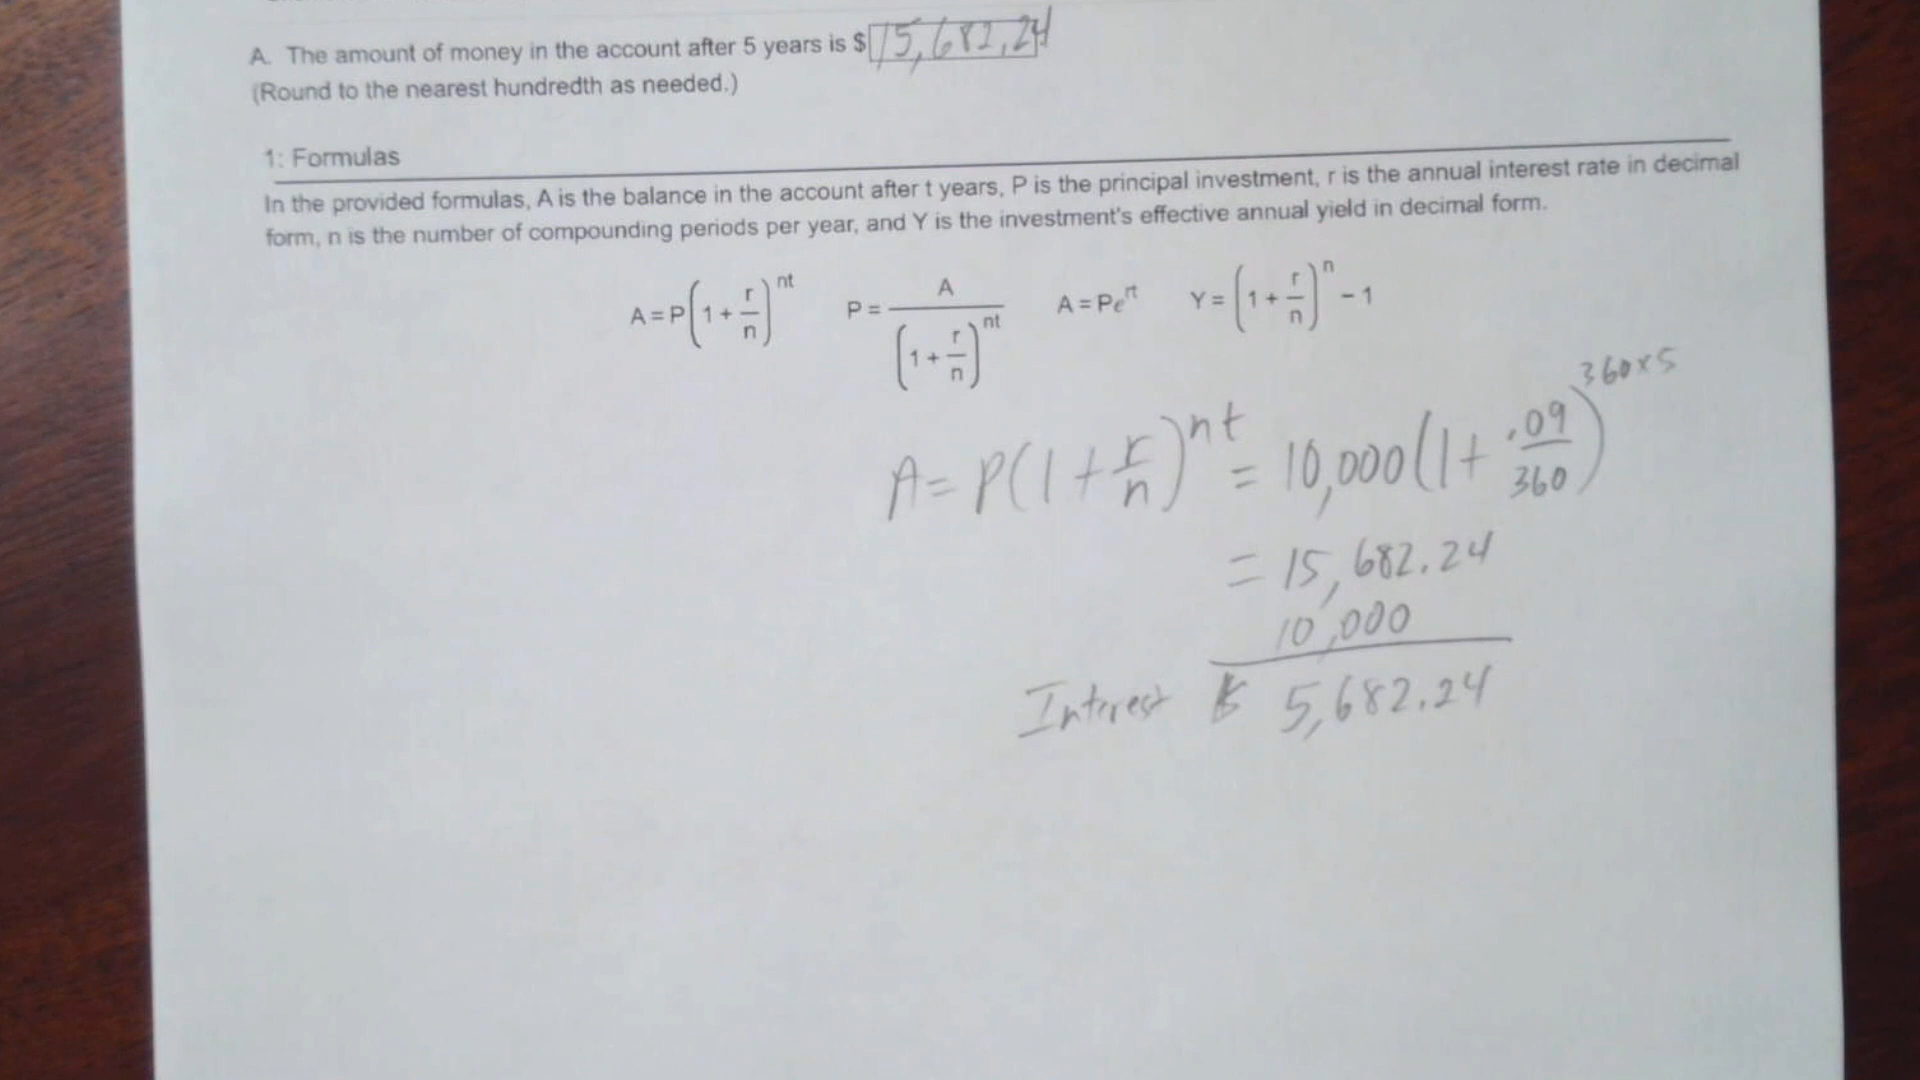 A. The amount of money in the account after 5 years is $ 15,682.24
(Round to the nearest hundredth as needed.)
1: Formulas
In the provided formulas, A is the balance in the account after t years, P is the principal investment, r is the annual interest rate in decimal
form, n is the number of compounding periods per year, and Y is the investment's effective annual yield in decimal form.
A = P(1 + r/n)^nt P = A/(1 + r/n)^nt A = Pe^rt Y = (1 + r/n)^n - 1
A = P(1 + r/n)^nt = 10,000(1 + .09/360)^360x5
= 15,682.24
10,000
Interest $ 5,682.24